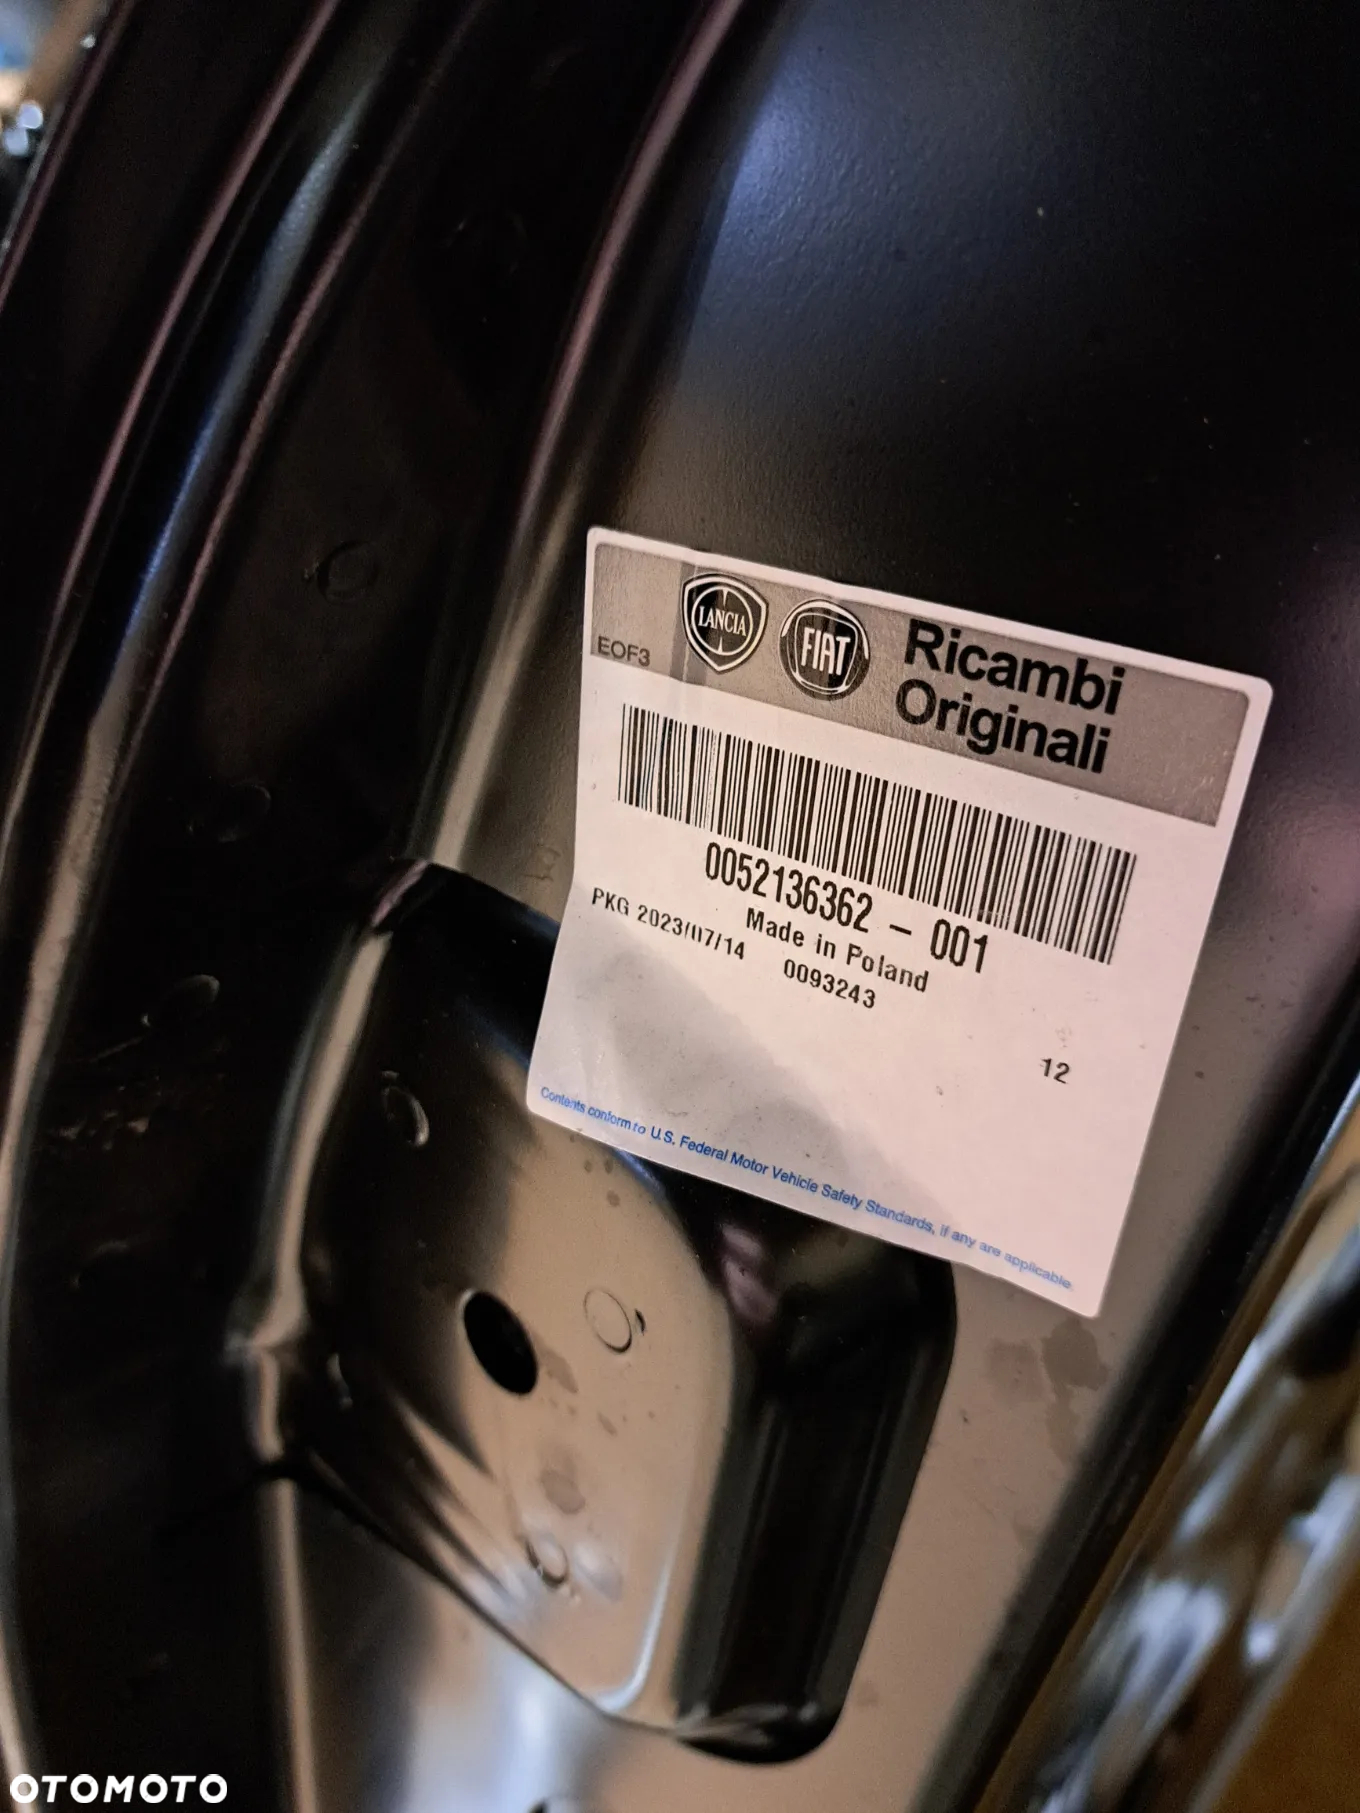 EOF3
LANCIA
FIAT
Ricambi
Originali
0052136362 - 001
Made in Poland
PKG 2023/07/14 0093243
12
Contents conform to U.S. Federal Motor Vehicle Safety Standards, if any are applicable
OTOMOTO